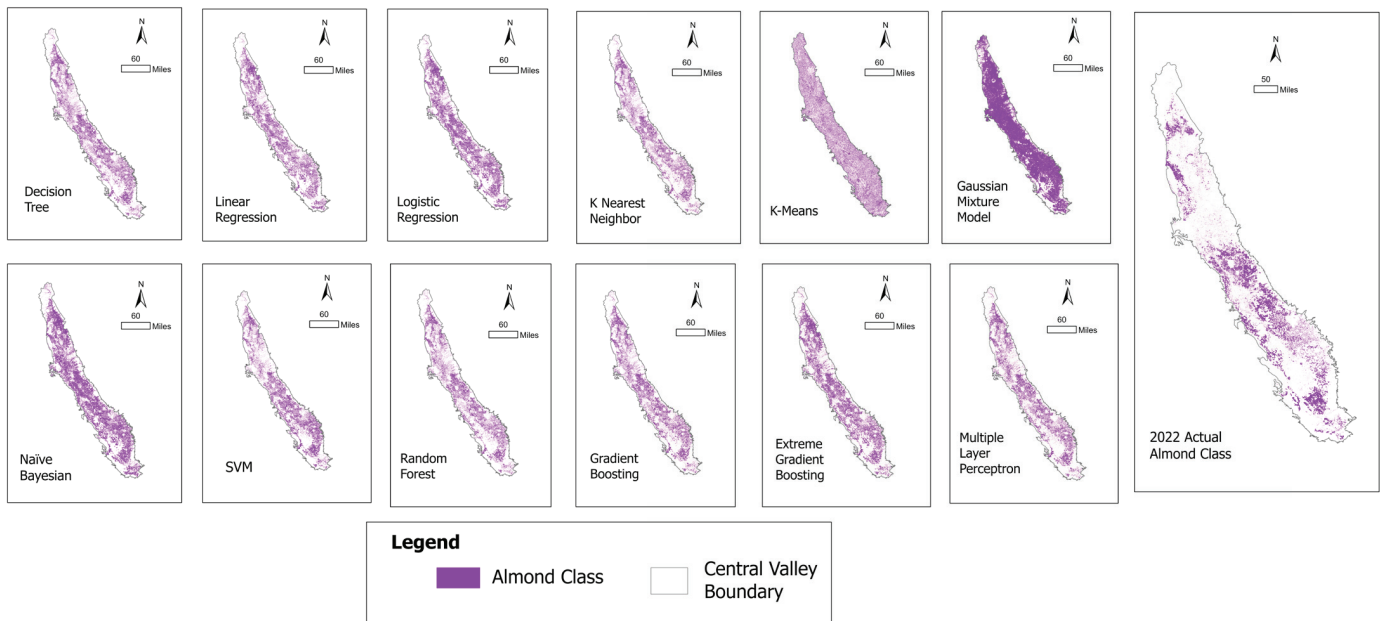 N
60
Miles
Decision
Tree
N
60
Miles
Linear
Regression
N
60
Miles
Logistic
Regression
N
60
Miles
K Nearest
Neighbor
N
60
Miles
K-Means
N
60
Miles
Gaussian
Mixture
Model
N
50
Miles
2022 Actual
Almond Class
N
60
Miles
Naïve
Bayesian
N
60
Miles
SVM
N
60
Miles
Random
Forest
N
60
Miles
Gradient
Boosting
N
60
Miles
Extreme
Gradient
Boosting
N
60
Miles
Multiple
Layer
Perceptron
Legend
Almond Class
Central Valley
Boundary